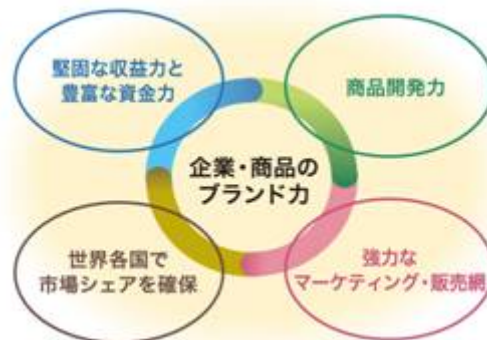 堅固な収益力と
豊富な資金力
商品開発力
企業・商品の
ブランド力
世界各国で
市場シェアを確保
強力な
マーケティング・販売網